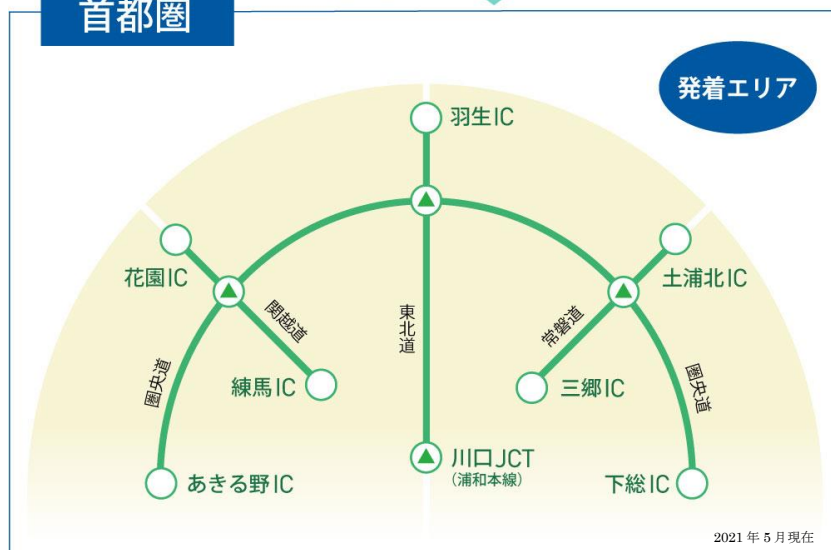 首都圏
発着エリア
羽生IC
花園IC
土浦北IC
関越道
東北道
常磐道
圏央道
圏央道
練馬IC
三郷IC
川口JCT
(浦和本線)
あきる野IC
下総IC
2021年5月現在